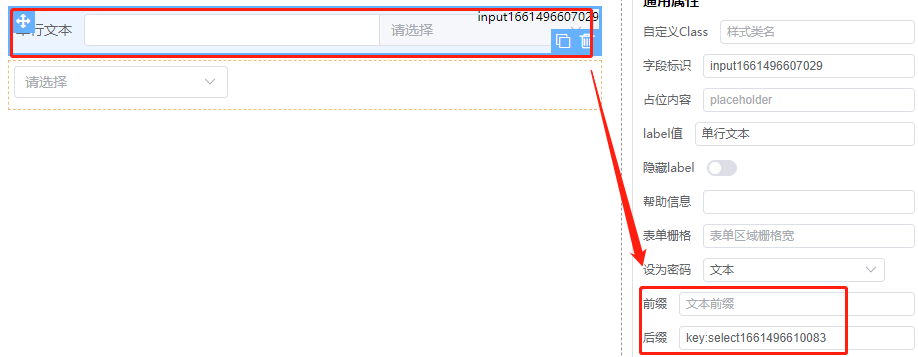 通用属性
input1661496607029
单行文本
请选择
请选择
自定义Class 样式类名
字段标识 input1661496607029
占位内容 placeholder
label值 单行文本
隐藏label
帮助信息
表单栅格 表单区域栅格宽
设为密码 文本
前缀 文本前缀
后缀 key:select1661496610083